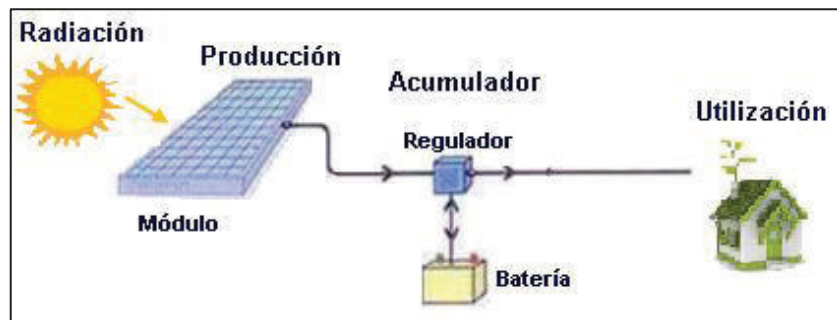 Radiación
Producción
Acumulador
Utilización
Regulador
Módulo
Batería